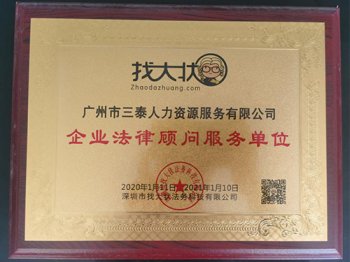 找大状
Zhaodazhuang.com
广州市三泰人力资源服务有限公司
企业法律顾问服务单位
2020年1月11日-2021年1月10日
深圳市找大状法务科技有限公司